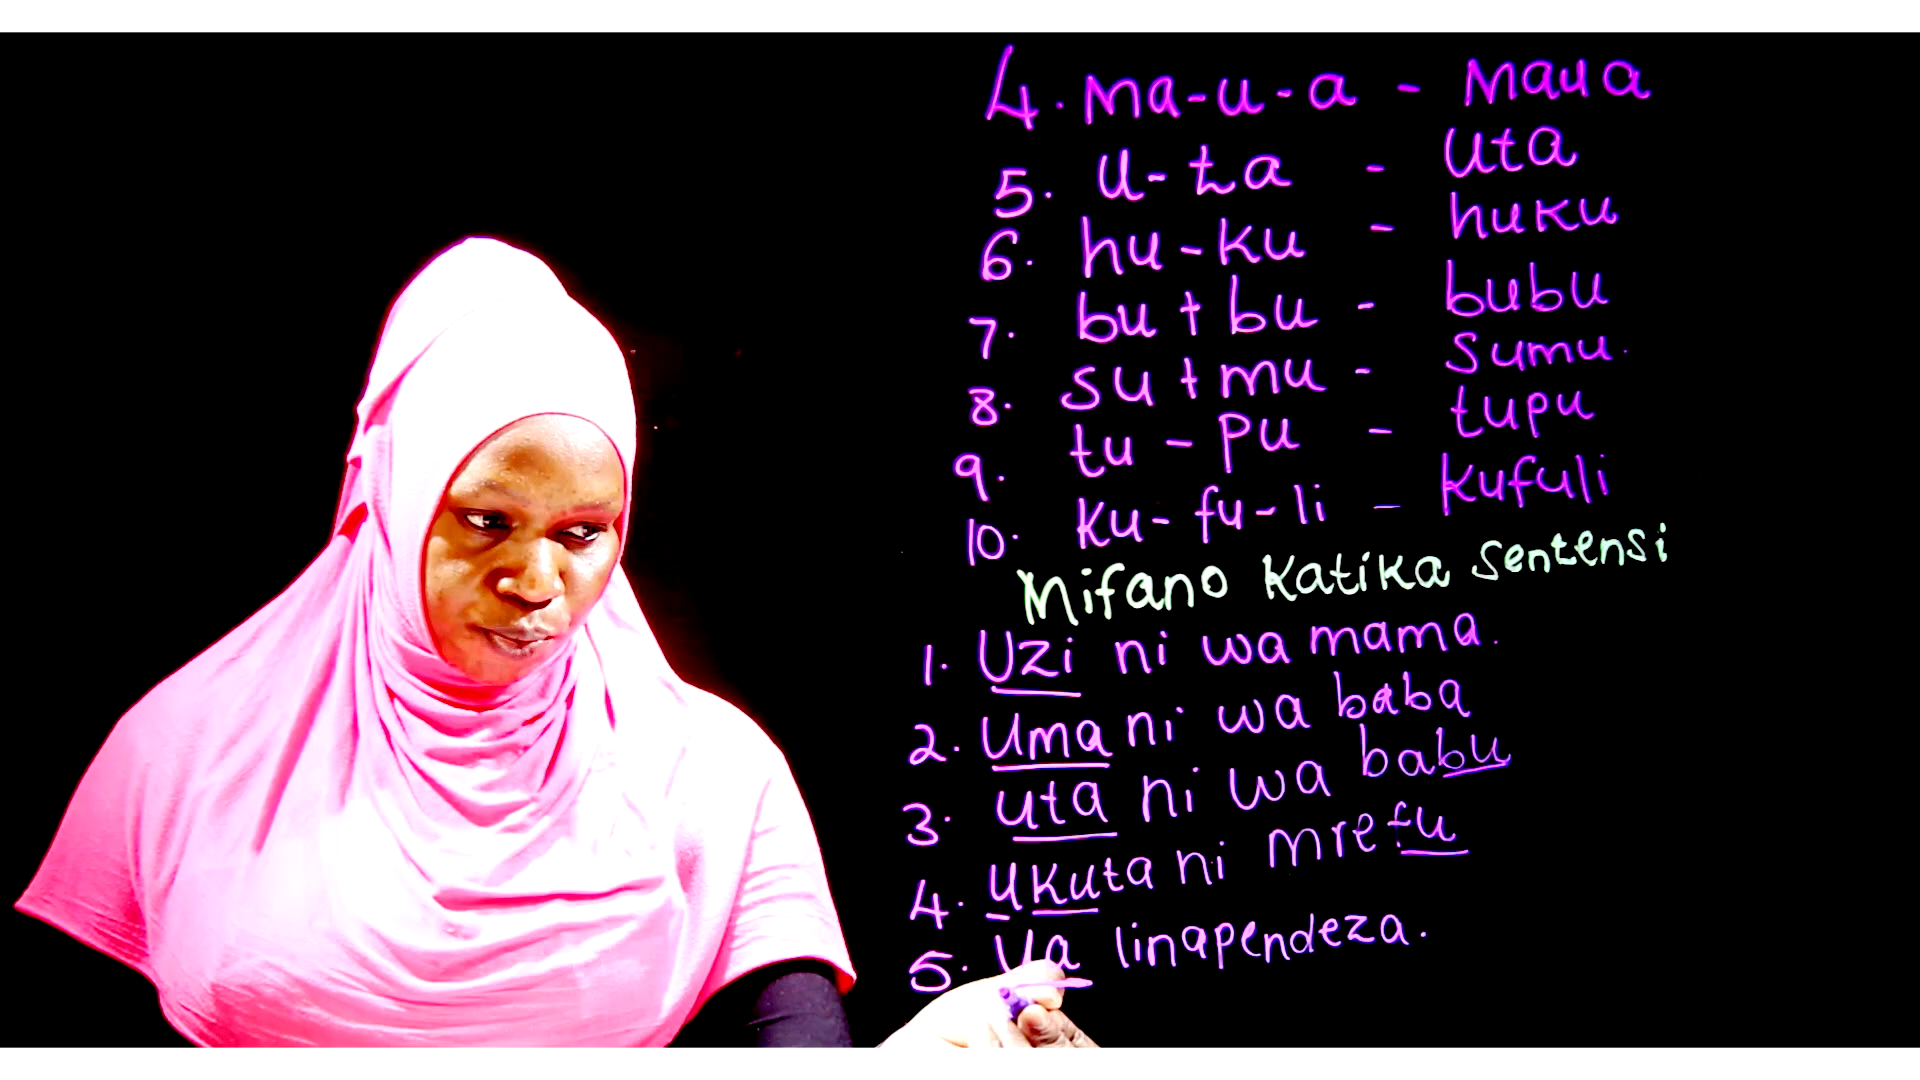 4. Ma-u-a - Maua
5. U-ta - Uta
6. hu-ku - huku
7. bu + bu - bubu
8. su + mu - sumu.
9. tu - pu - tupu
10. Ku-fu-li - Kufuli
Mifano Katika Sentensi
1. Uzi ni wa mama.
2. Uma ni wa baba
3. uta ni wa babu
4. ukuta ni mrefu
5. Ua linapendeza.